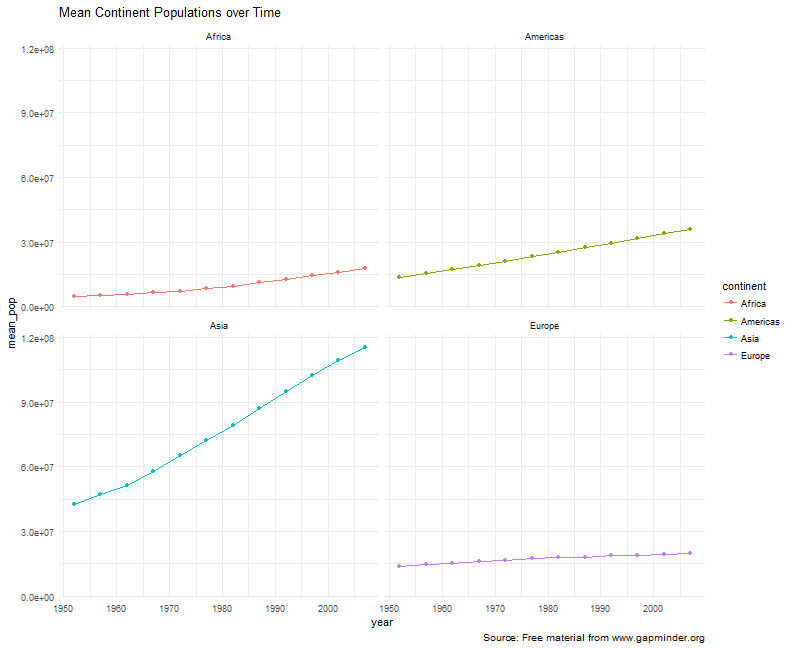 Mean Continent Populations over Time
Africa
Americas
1.2e+08
9.0e+07
6.0e+07
3.0e+07
0.0e+00
mean_pop
Asia
Europe
1.2e+08
9.0e+07
6.0e+07
3.0e+07
0.0e+00
1950 1960 1970 1980 1990 2000
1950 1960 1970 1980 1990 2000
year
continent
Africa
Americas
Asia
Europe
Source: Free material from www.gapminder.org